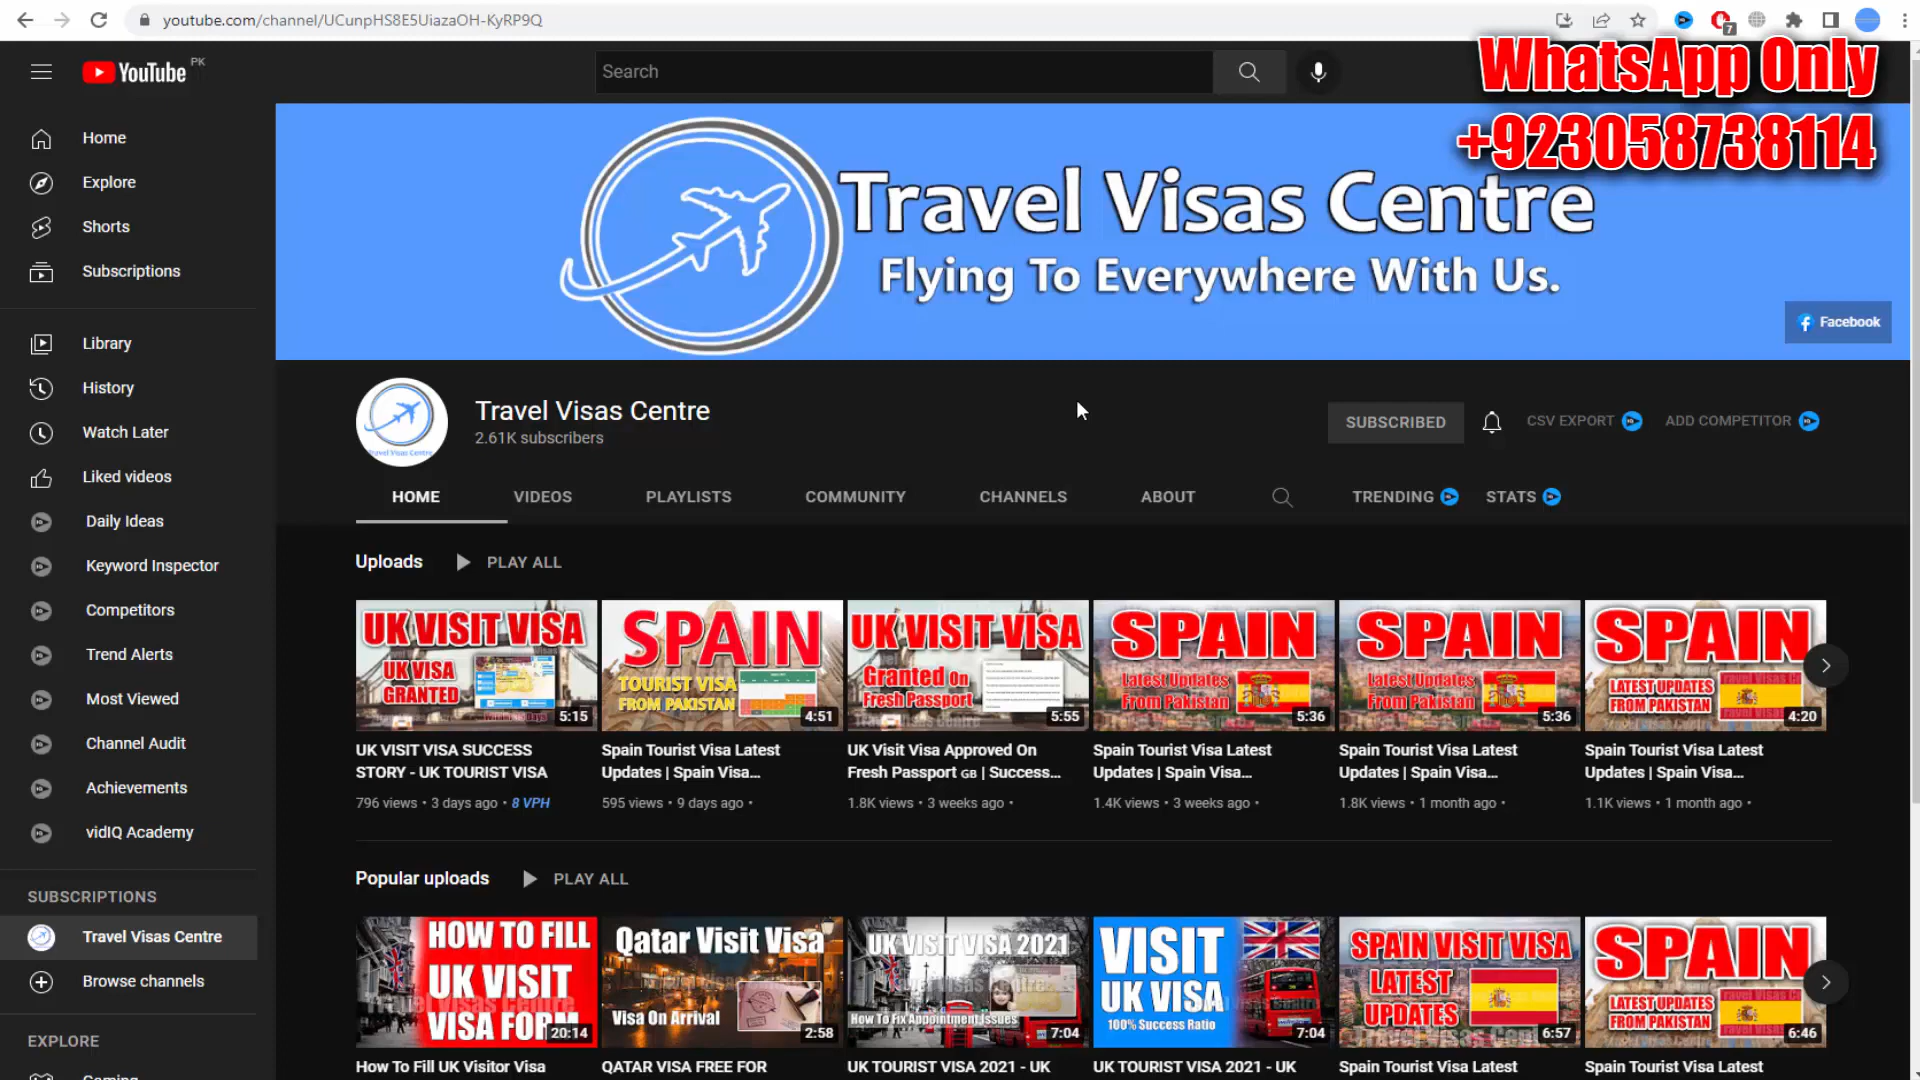 youtube.com/channel/UCunpHS8E5UiazaOH-KyRP9Q
7
WhatsApp Only
+923058738114
YouTube PK
Search
Home
Explore
Shorts
Subscriptions
Library
History
Watch Later
Liked videos
Daily Ideas
Keyword Inspector
Competitors
Trend Alerts
Most Viewed
Channel Audit
Achievements
vidIQ Academy
SUBSCRIPTIONS
Travel Visas Centre
Browse channels
EXPLORE
Gaming
Travel Visas Centre
Flying To Everywhere With Us.
Facebook
Travel Visas Centre
Travel Visas Centre
2.61K subscribers
SUBSCRIBED
CSV EXPORT
ADD COMPETITOR
HOME VIDEOS PLAYLISTS COMMUNITY CHANNELS ABOUT TRENDING STATS
Uploads PLAY ALL
UK VISIT VISA
UK VISA
GRANTED
5:15
UK VISIT VISA SUCCESS
STORY - UK TOURIST VISA
796 views • 3 days ago • 8 VPH
SPAIN
TOURIST VISA
FROM PAKISTAN
4:51
Spain Tourist Visa Latest
Updates | Spain Visa...
595 views • 9 days ago •
UK VISIT VISA
Granted On
Fresh Passport
5:55
UK Visit Visa Approved On
Fresh Passport GB | Success...
1.8K views • 3 weeks ago •
SPAIN
Latest Updates
From Pakistan
5:36
Spain Tourist Visa Latest
Updates | Spain Visa...
1.4K views • 3 weeks ago •
SPAIN
Latest Updates
From Pakistan
5:36
Spain Tourist Visa Latest
Updates | Spain Visa...
1.8K views • 1 month ago •
SPAIN
LATEST UPDATES
FROM PAKISTAN
4:20
Spain Tourist Visa Latest
Updates | Spain Visa...
1.1K views • 1 month ago •
Popular uploads PLAY ALL
HOW TO FILL
UK VISIT
VISA FORM
20:14
How To Fill UK Visitor Visa
Qatar Visit Visa
Visa On Arrival
2:58
QATAR VISA FREE FOR
UK VISIT VISA 2021
How To Fix Appointment Issues
7:04
UK TOURIST VISA 2021 - UK
VISIT
UK VISA
100% Success Ratio
7:04
UK TOURIST VISA 2021 - UK
SPAIN VISIT VISA
LATEST
UPDATES
6:57
Spain Tourist Visa Latest
SPAIN
LATEST UPDATES
FROM PAKISTAN
6:46
Spain Tourist Visa Latest